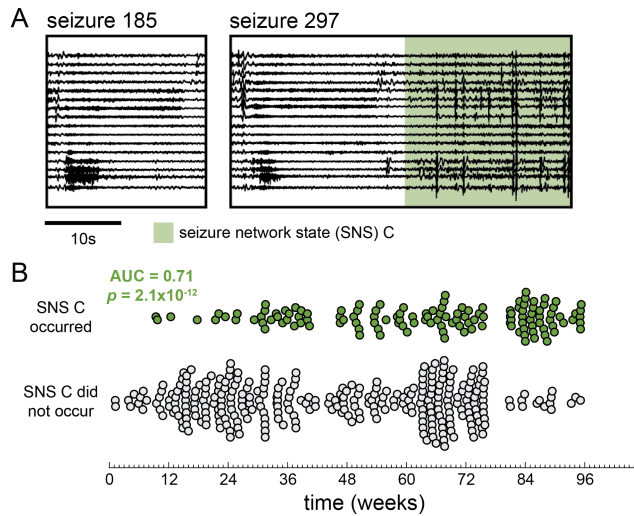 A
seizure 185
seizure 297
10s
seizure network state (SNS) C
B
AUC = 0.71
p = 2.1x10⁻¹²
SNS C
occurred
SNS C did
not occur
0 12 24 36 48 60 72 84 96
time (weeks)